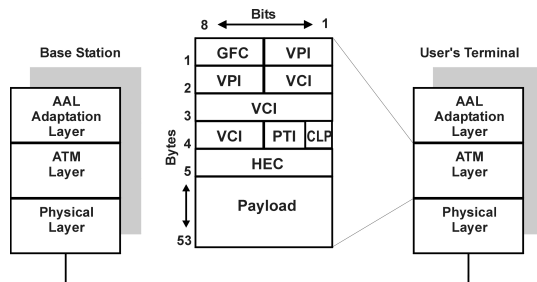 Bits
8 1
Base Station
User's Terminal
GFC VPI
1
VPI VCI
2
VCI
3
VCI PTI CLP
4
HEC
5
Payload
53
Bytes
AAL
Adaptation
Layer
ATM
Layer
Physical
Layer
AAL
Adaptation
Layer
ATM
Layer
Physical
Layer